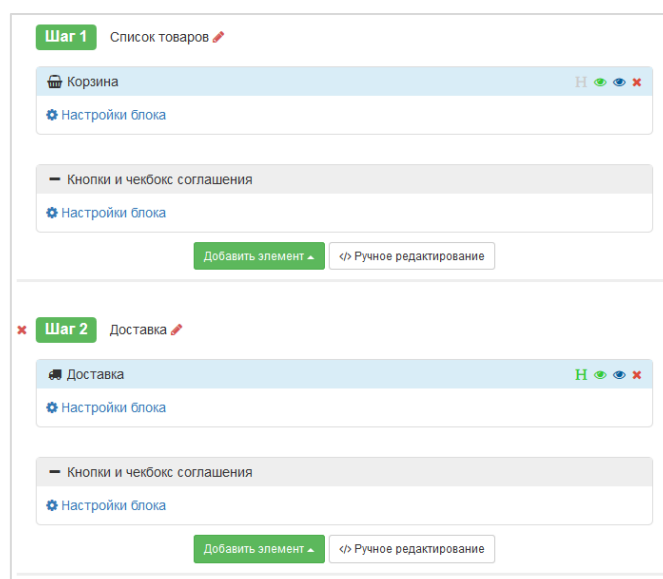 Шаг 1 Список товаров
Корзина H
Настройки блока
Кнопки и чекбокс соглашения
Настройки блока
Добавить элемент </> Ручное редактирование
Шаг 2 Доставка
Доставка H
Настройки блока
Кнопки и чекбокс соглашения
Настройки блока
Добавить элемент </> Ручное редактирование